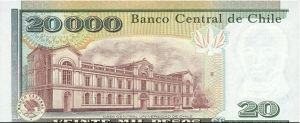 20000 Banco Central de Chile
20
VEINTE MIL PESOS